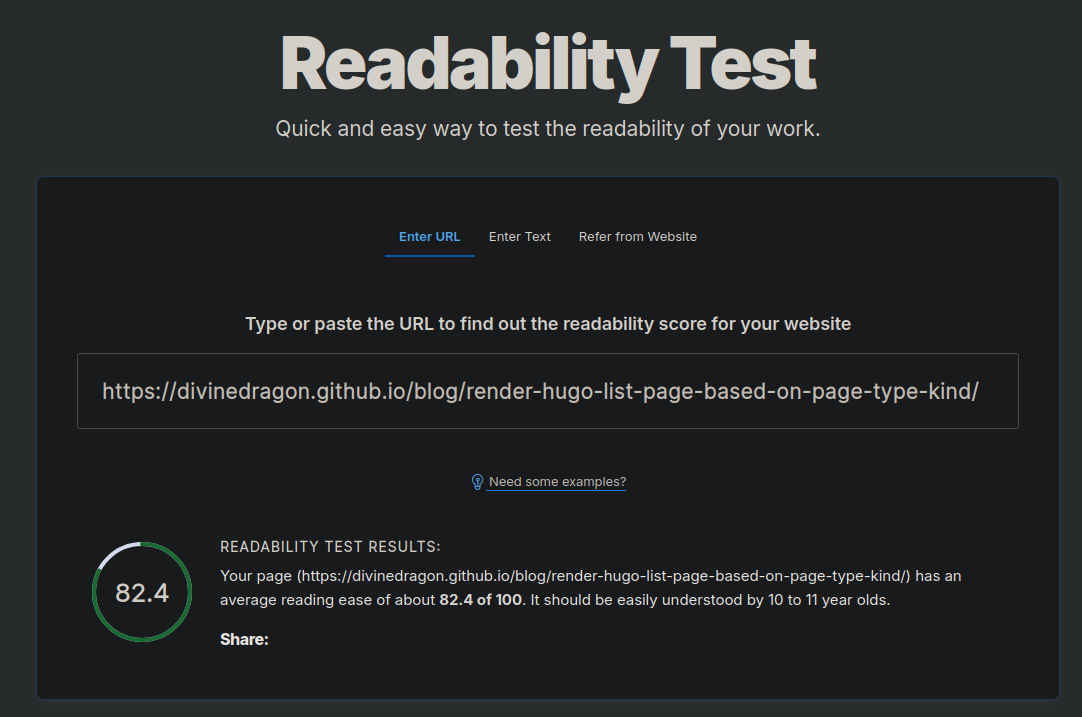 Readability Test
Quick and easy way to test the readability of your work.
Enter URL Enter Text Refer from Website
Type or paste the URL to find out the readability score for your website
https://divinedragon.github.io/blog/render-hugo-list-page-based-on-page-type-kind/
Need some examples?
82.4
READABILITY TEST RESULTS:
Your page (https://divinedragon.github.io/blog/render-hugo-list-page-based-on-page-type-kind/) has an
average reading ease of about 82.4 of 100. It should be easily understood by 10 to 11 year olds.
Share: